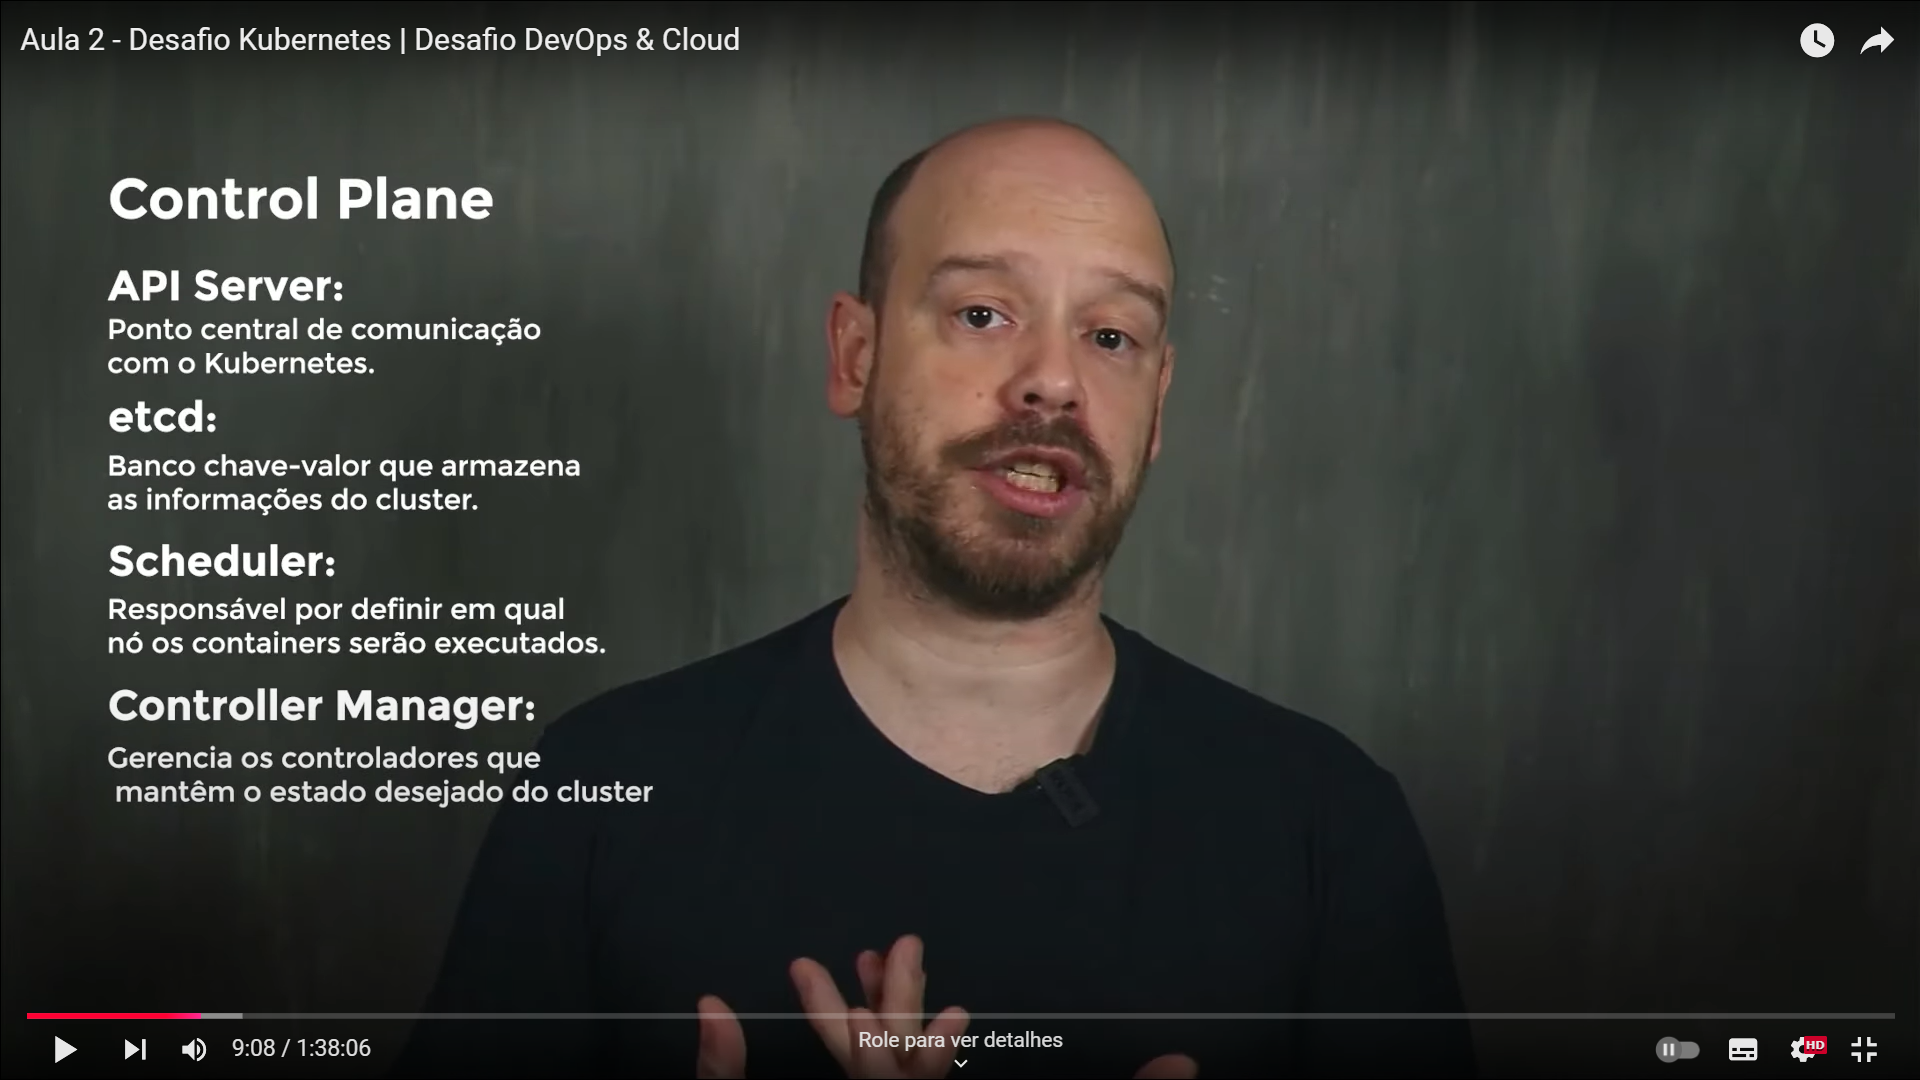 Aula 2 - Desafio Kubernetes | Desafio DevOps & Cloud
Control Plane
API Server:
Ponto central de comunicação
com o Kubernetes.
etcd:
Banco chave-valor que armazena
as informações do cluster.
Scheduler:
Responsável por definir em qual
nó os containers serão executados.
Controller Manager:
Gerencia os controladores que
mantêm o estado desejado do cluster
Role para ver detalhes
9:08 / 1:38:06
HD